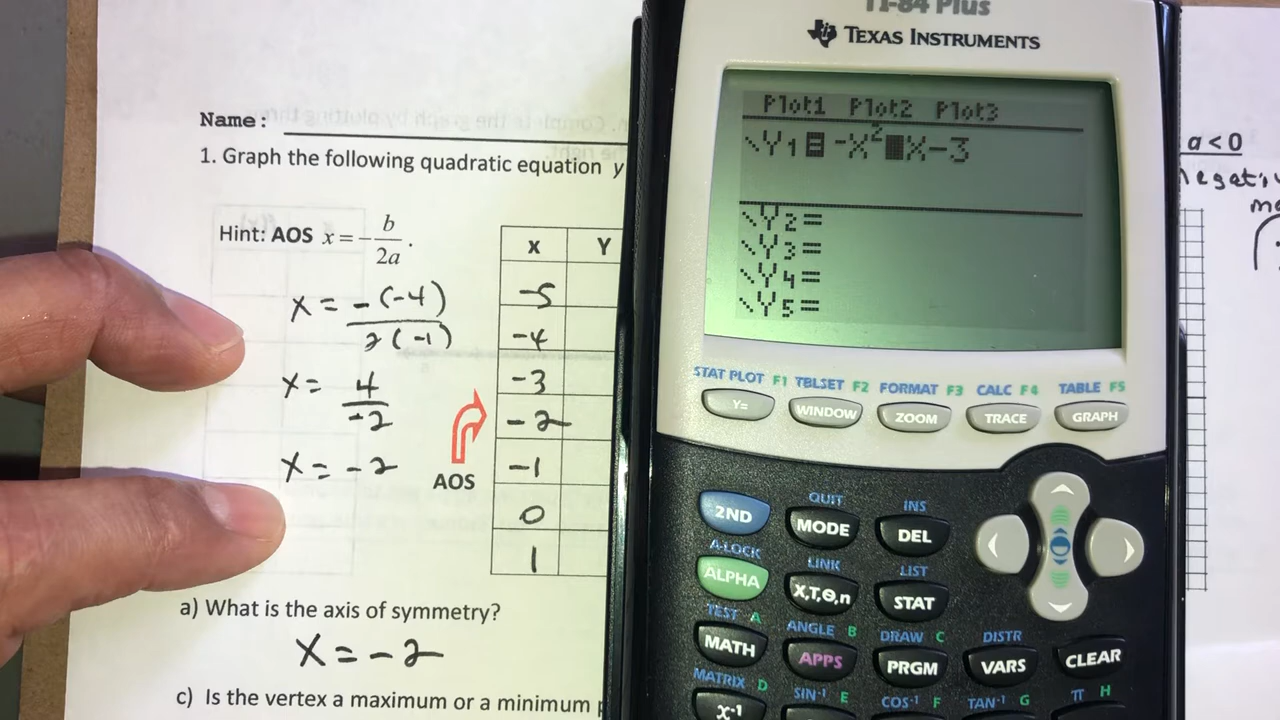 TI-84 Plus
TEXAS INSTRUMENTS
Plot1 Plot2 Plot3
\Y1=-X² X-3
\Y2=
\Y3=
\Y4=
\Y5=
STAT PLOT F1 TBLSET F2 FORMAT F3 CALC F4 TABLE F5
Y= WINDOW ZOOM TRACE GRAPH
QUIT INS
2ND MODE DEL
A-LOCK LINK LIST
ALPHA X,T,Θ,n STAT
TEST A ANGLE B DRAW C DISTR
MATH APPS PRGM VARS CLEAR
MATRIX D SIN⁻¹ E COS⁻¹ F TAN⁻¹ G π H
x⁻¹
Name:
1. Graph the following quadratic equation y
Hint: AOS x = -b/2a.
x = -(-4)/2(-1)
x = 4/-2
x = -2
x Y
-5
-4
-3
-2
-1
0
1
AOS
a) What is the axis of symmetry?
x = -2
c) Is the vertex a maximum or a minimum
a < 0